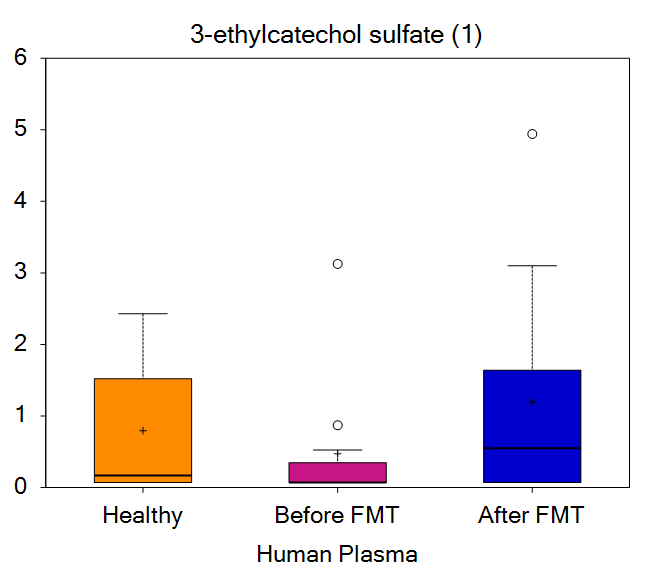 3-ethylcatechol sulfate (1)
6
5
4
3
2
1
0
Healthy Before FMT After FMT
Human Plasma